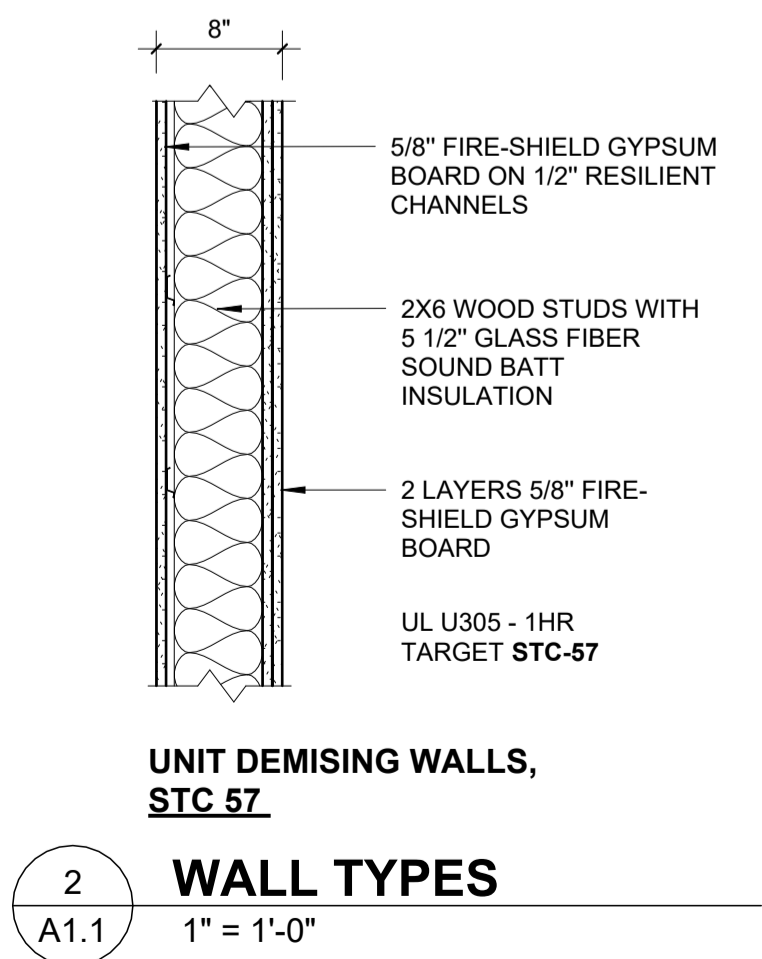 8"
5/8" FIRE-SHIELD GYPSUM
BOARD ON 1/2" RESILIENT
CHANNELS
2X6 WOOD STUDS WITH
5 1/2" GLASS FIBER
SOUND BATT
INSULATION
2 LAYERS 5/8" FIRE-
SHIELD GYPSUM
BOARD
UL U305 - 1HR
TARGET STC-57
UNIT DEMISING WALLS,
STC 57
2
WALL TYPES
A1.1
1" = 1'-0"